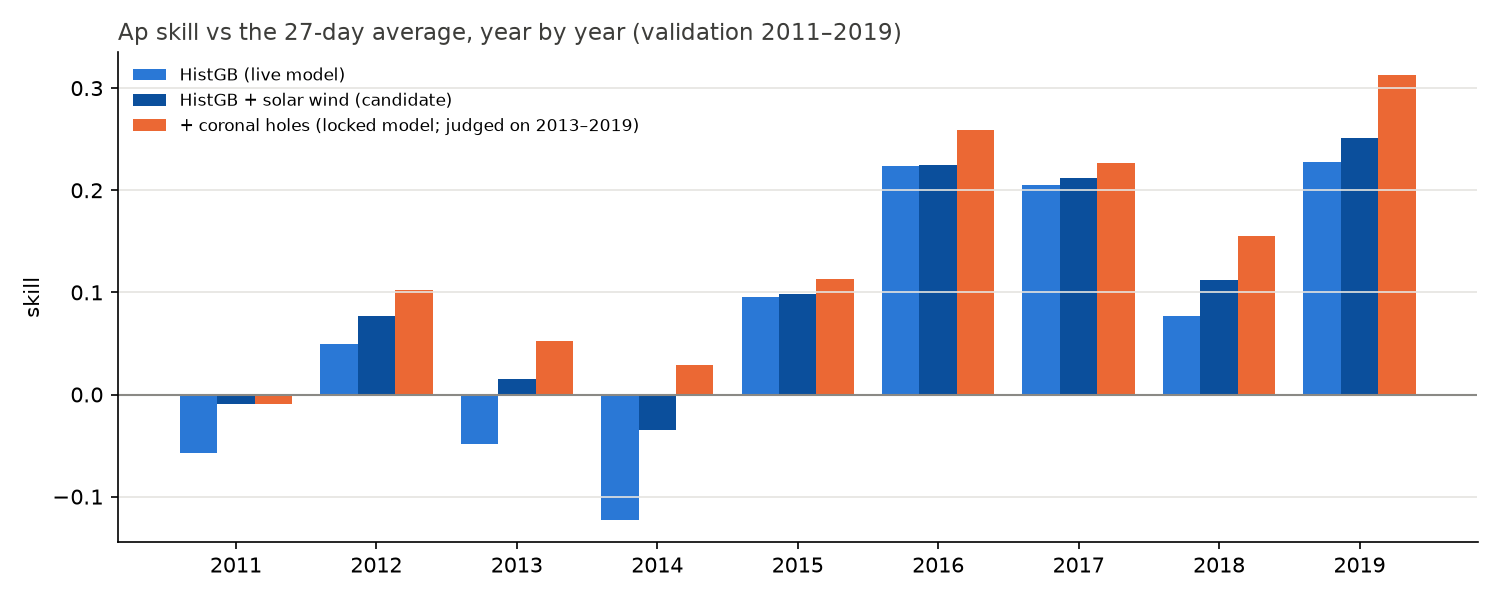 Ap skill vs the 27-day average, year by year (validation 2011–2019)
HistGB (live model)
HistGB + solar wind (candidate)
+ coronal holes (locked model; judged on 2013–2019)
skill
0.3
0.2
0.1
0.0
−0.1
2011 2012 2013 2014 2015 2016 2017 2018 2019